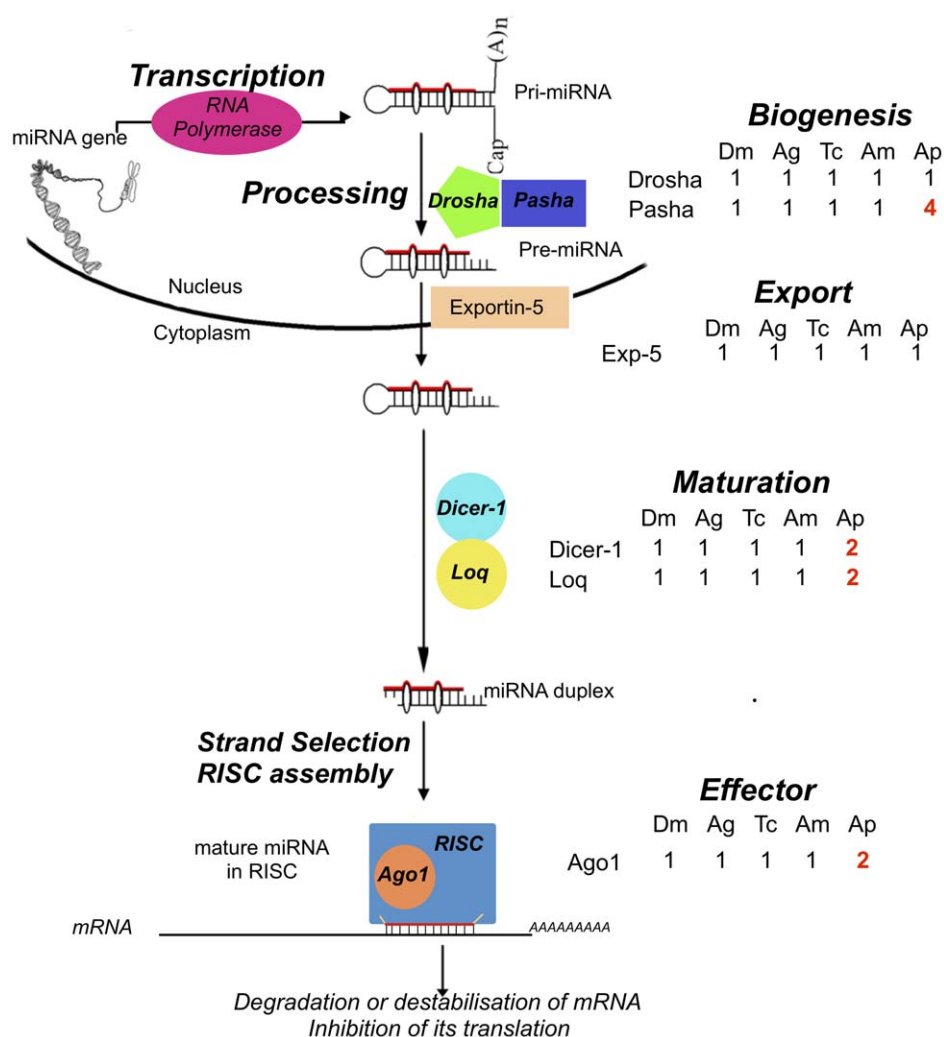 Transcription
RNA
Polymerase
miRNA gene
(A)n
Pri-miRNA
Cap
Processing
Drosha
Pasha
Pre-miRNA
Nucleus
Cytoplasm
Exportin-5
Biogenesis
Dm Ag Tc Am Ap
Drosha 1 1 1 1 1
Pasha 1 1 1 1 4
Export
Dm Ag Tc Am Ap
Exp-5 1 1 1 1 1
Dicer-1
Loq
Maturation
Dm Ag Tc Am Ap
Dicer-1 1 1 1 1 2
Loq 1 1 1 1 2
miRNA duplex
.
Strand Selection
RISC assembly
Effector
Dm Ag Tc Am Ap
Ago1 1 1 1 1 2
mature miRNA
in RISC
RISC
Ago1
mRNA
AAAAAAAAA
Degradation or destabilisation of mRNA
Inhibition of its translation